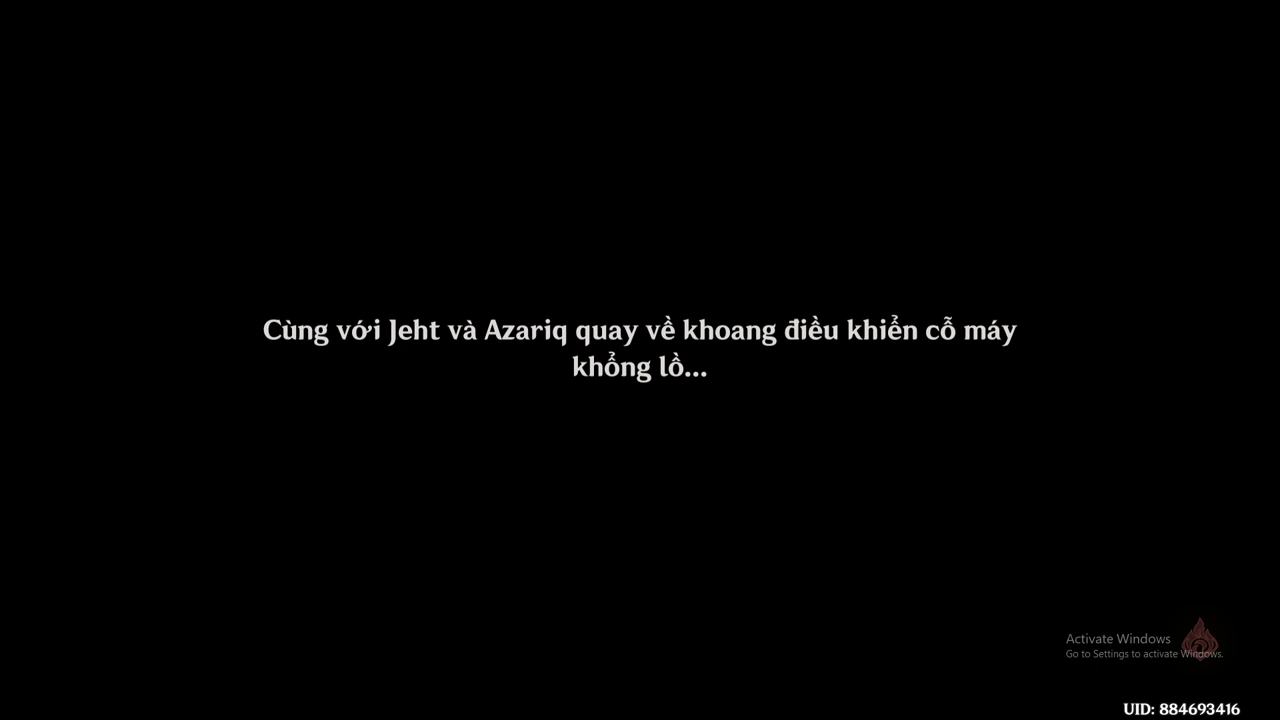 Cùng với Jeht và Azariq quay về khoang điều khiển cỗ máy
khổng lồ...
Activate Windows
Go to Settings to activate Windows.
UID: 884693416